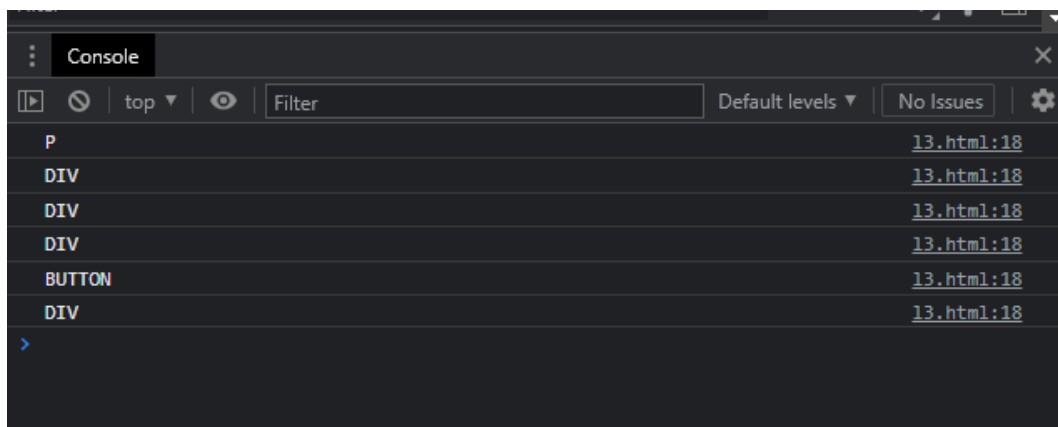 Console
top Filter Default levels No Issues
P 13.html:18
DIV 13.html:18
DIV 13.html:18
DIV 13.html:18
BUTTON 13.html:18
DIV 13.html:18